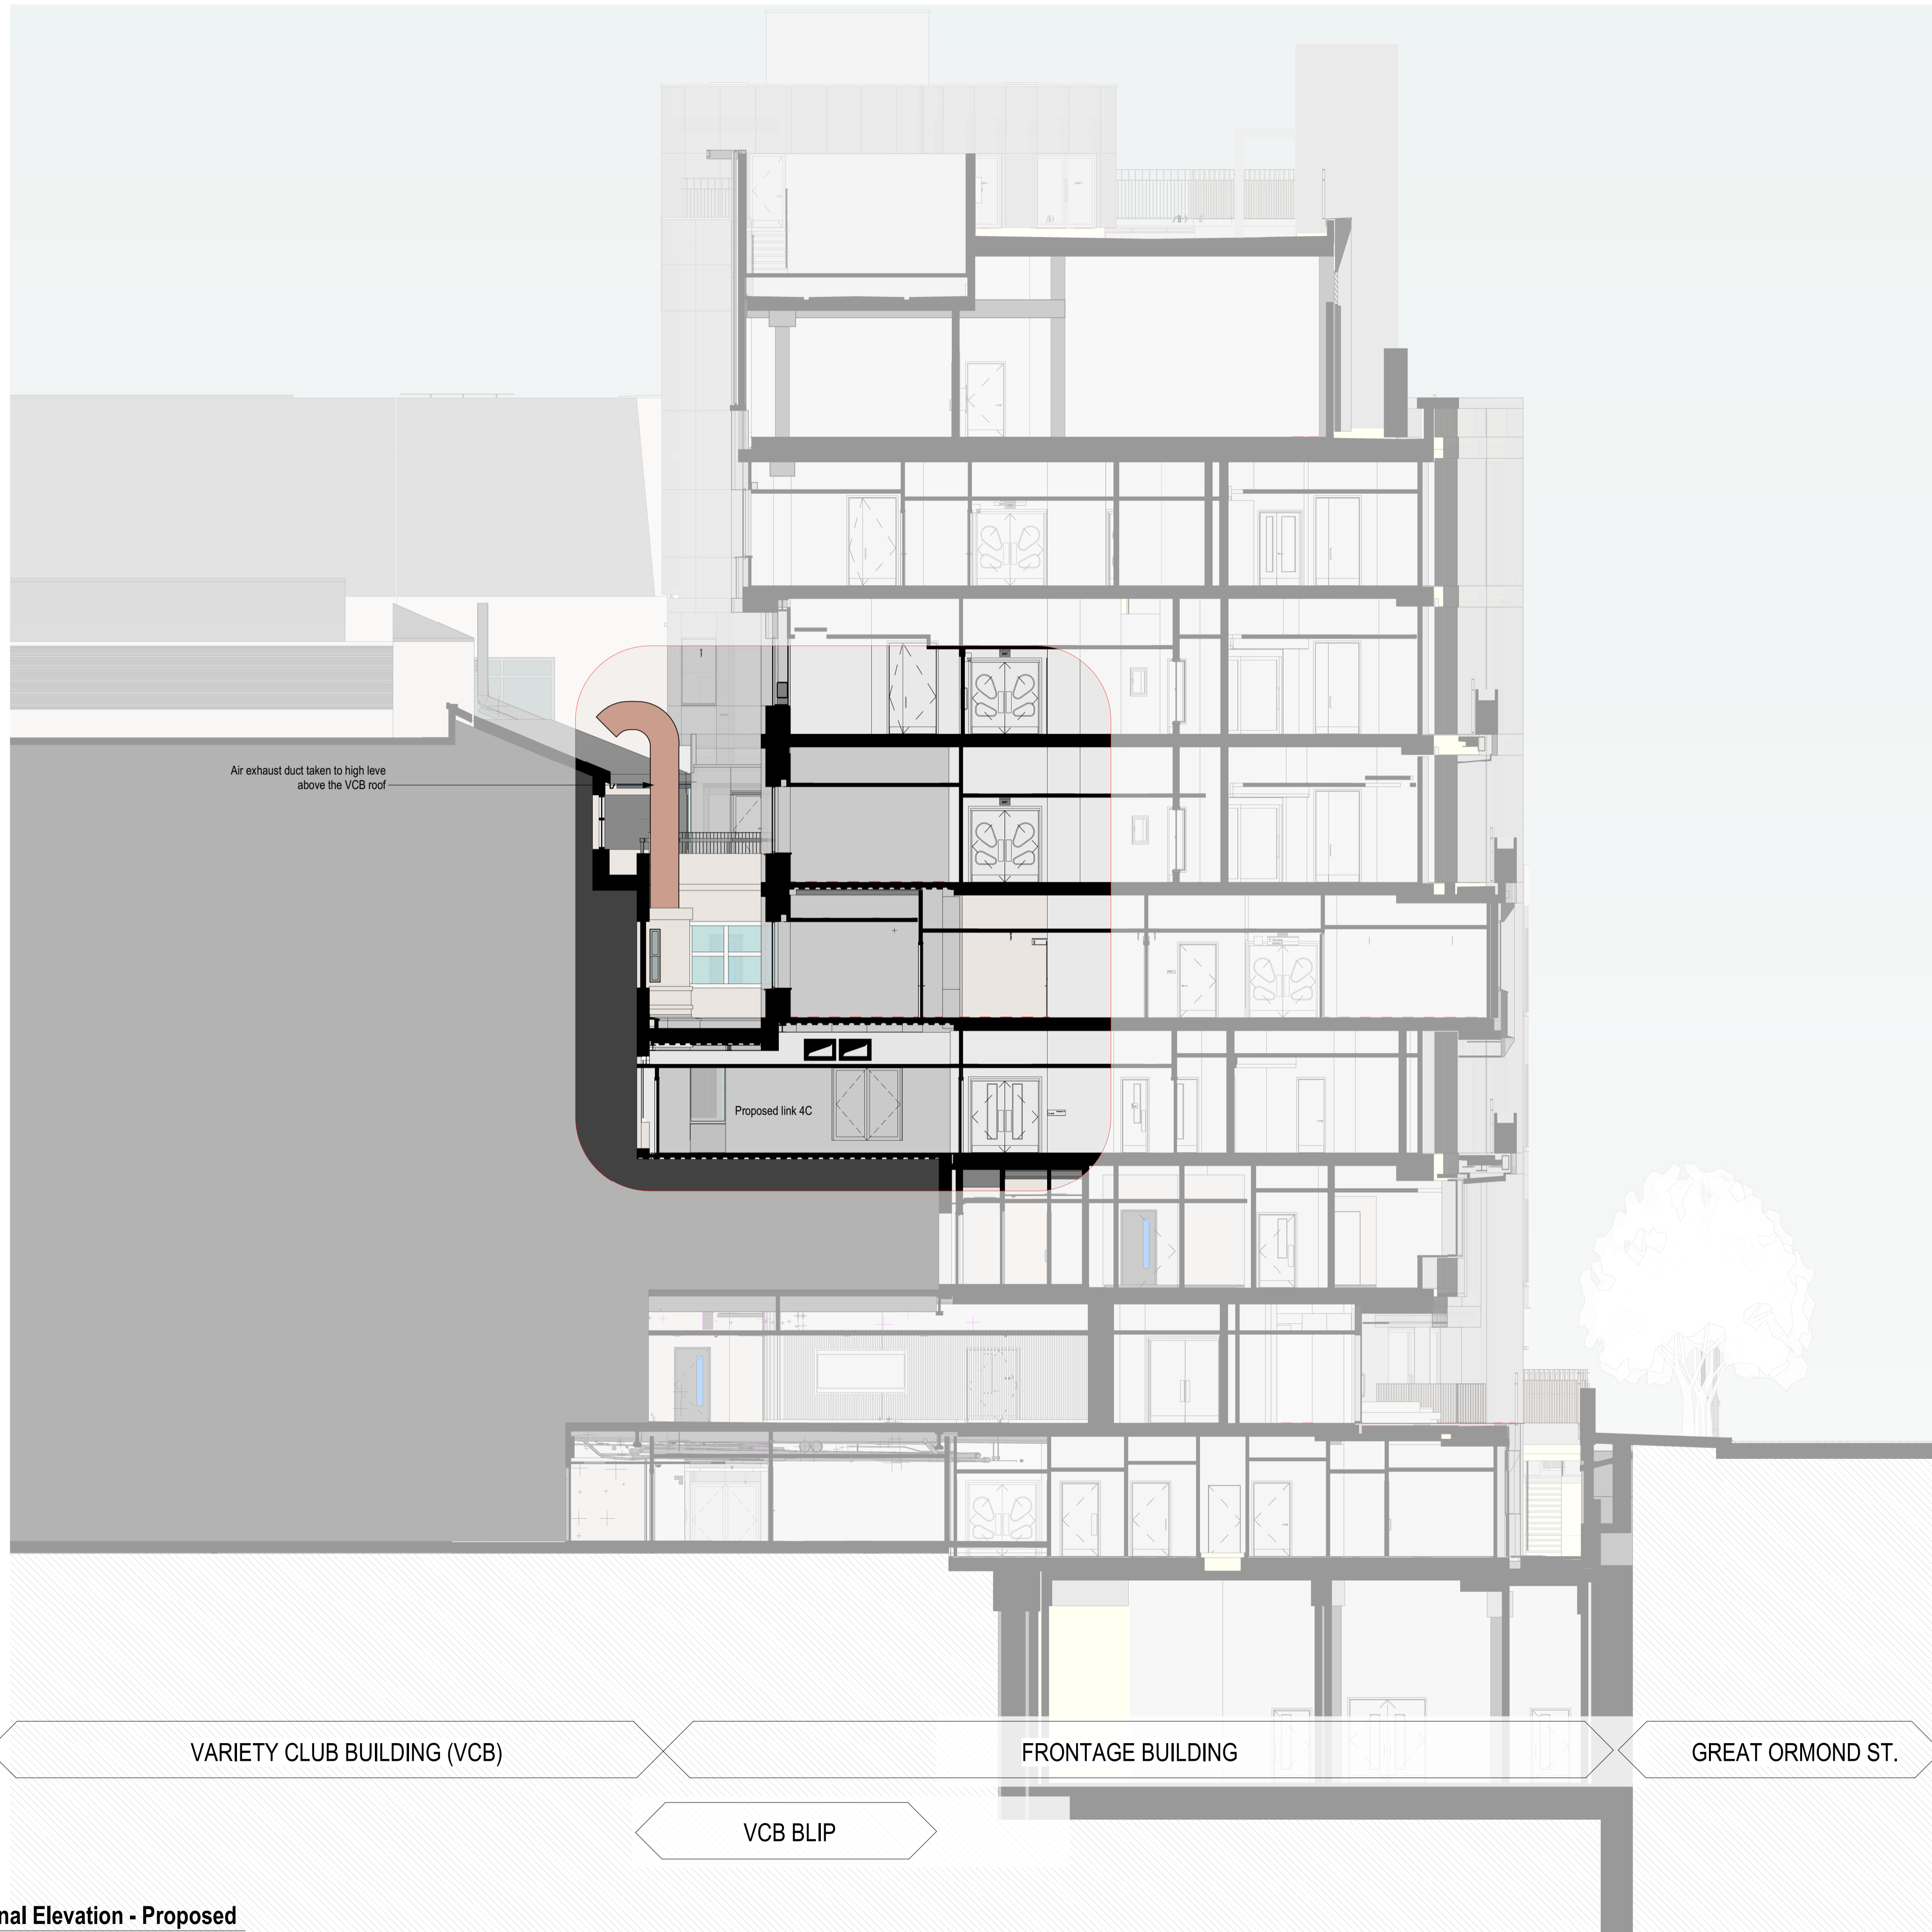 Air exhaust duct taken to high leve
above the VCB roof
Proposed link 4C
VARIETY CLUB BUILDING (VCB)
FRONTAGE BUILDING
GREAT ORMOND ST.
VCB BLIP
nal Elevation - Proposed